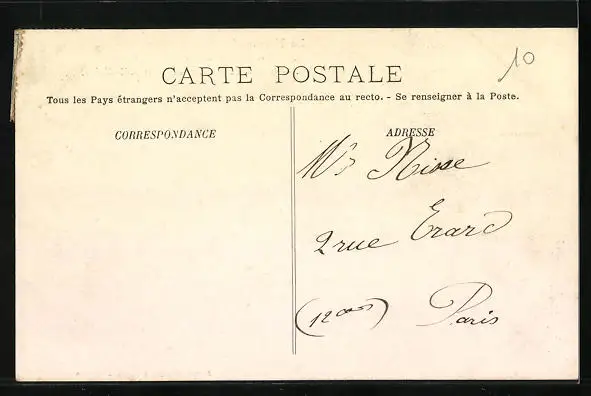 10
CARTE POSTALE
Tous les Pays étrangers n'acceptent pas la Correspondance au recto. - Se renseigner à la Poste.
CORRESPONDANCE
ADRESSE
2 rue Erard
Paris